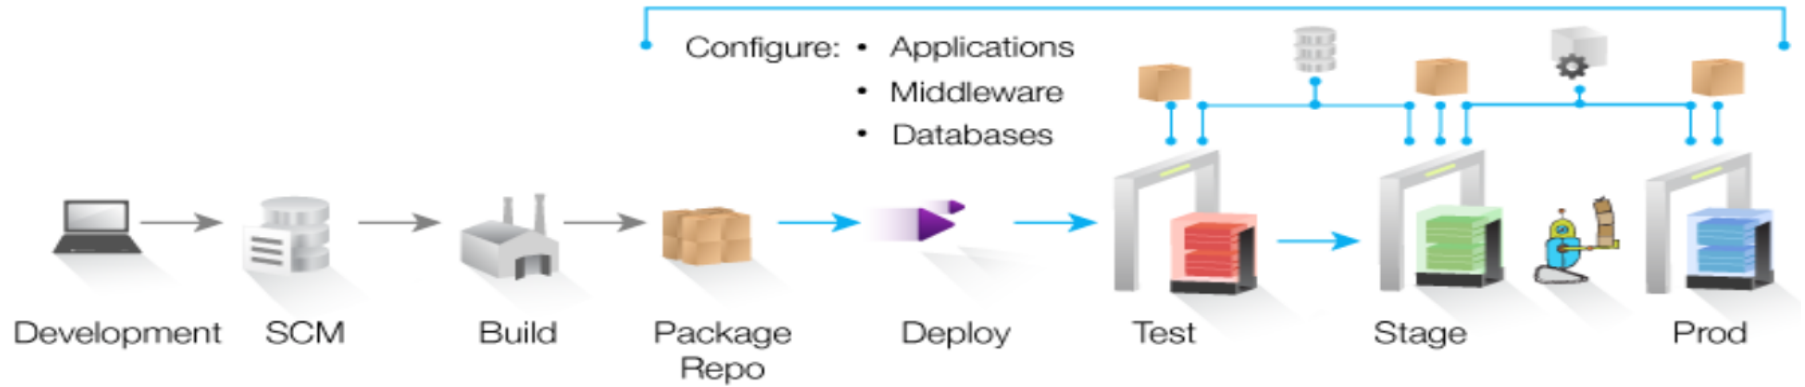 Configure: • Applications
• Middleware
• Databases
Development
SCM
Build
Package
Repo
Deploy
Test
Stage
Prod